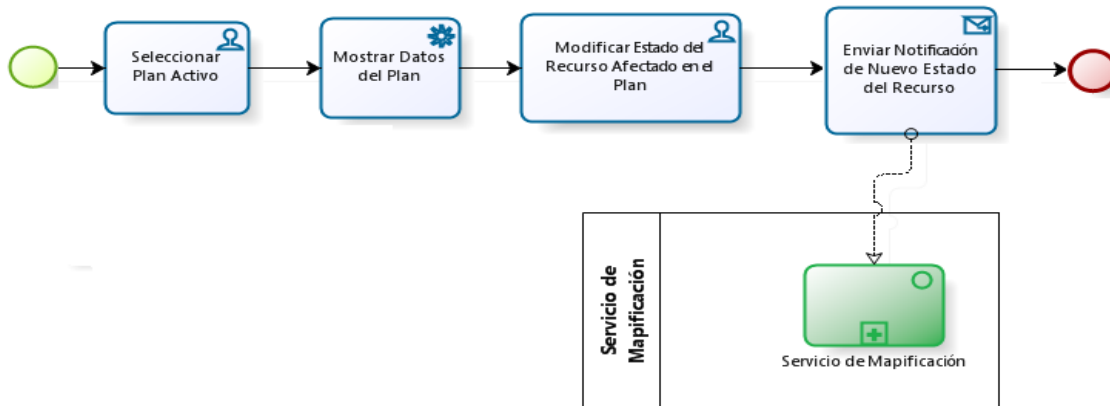 Seleccionar
Plan Activo
Mostrar Datos
del Plan
Modificar Estado del
Recurso Afectado en el
Plan
Enviar Notificación
de Nuevo Estado
del Recurso
Servicio de
Mapificación
Servicio de Mapificación